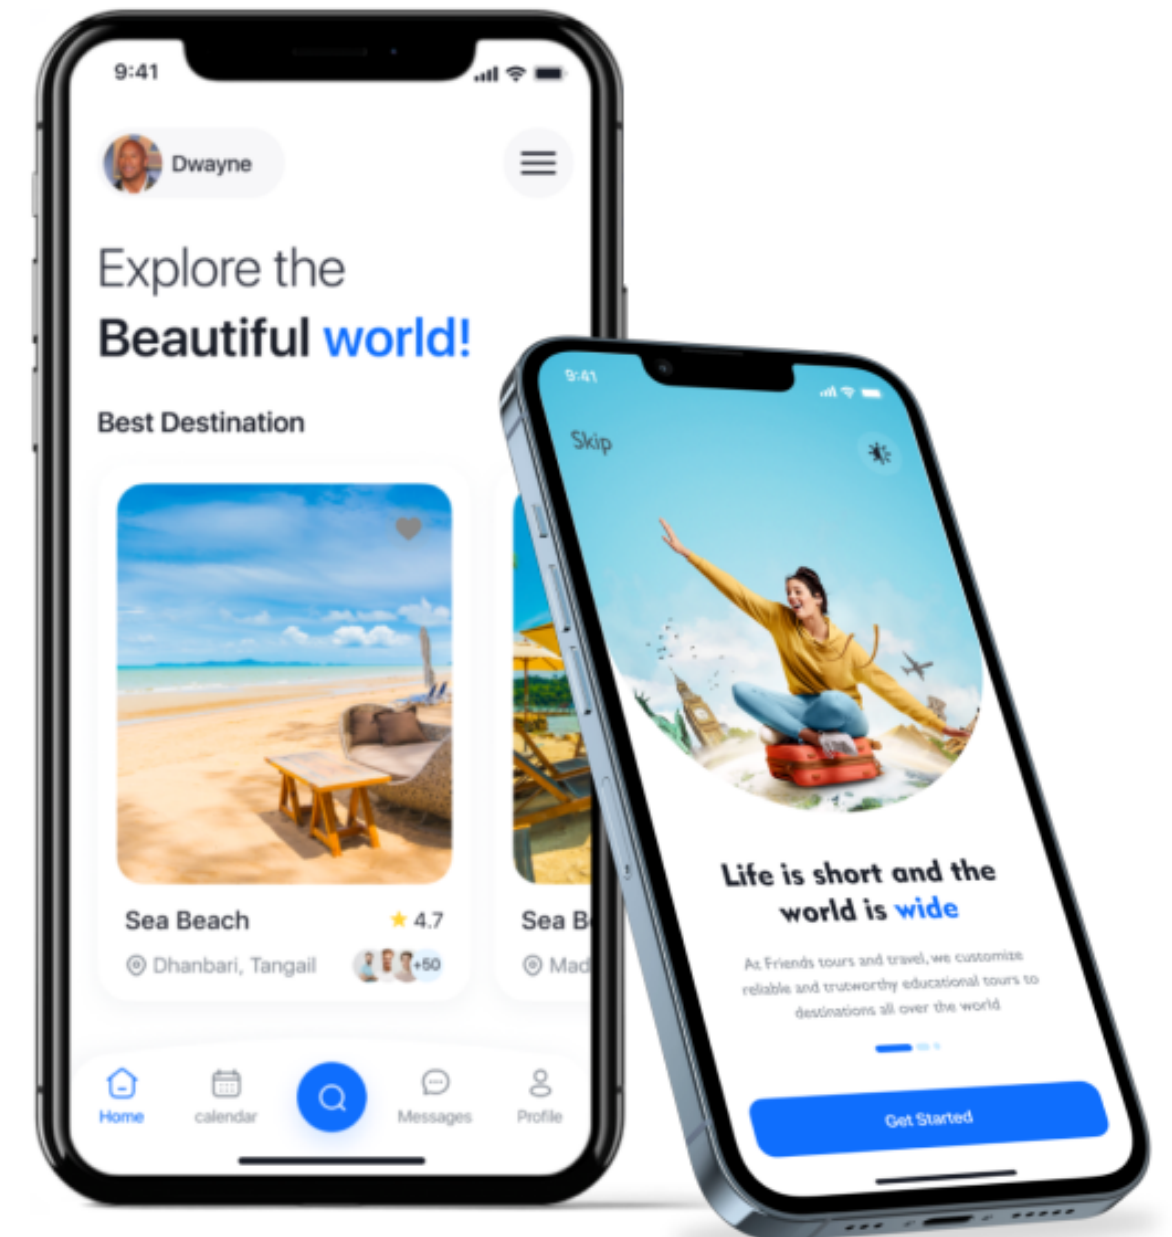 9:41
Dwayne
Explore the
Beautiful world!
Best Destination
Sea Beach
4.7
Dhanbari, Tangail
+50
Sea B
Mad
Home
calendar
Messages
Profile
9:41
Skip
Life is short and the
world is wide
At Friends tours and travel, we customize
reliable and trutworthy educational tours to
destinations all over the world
Get Started